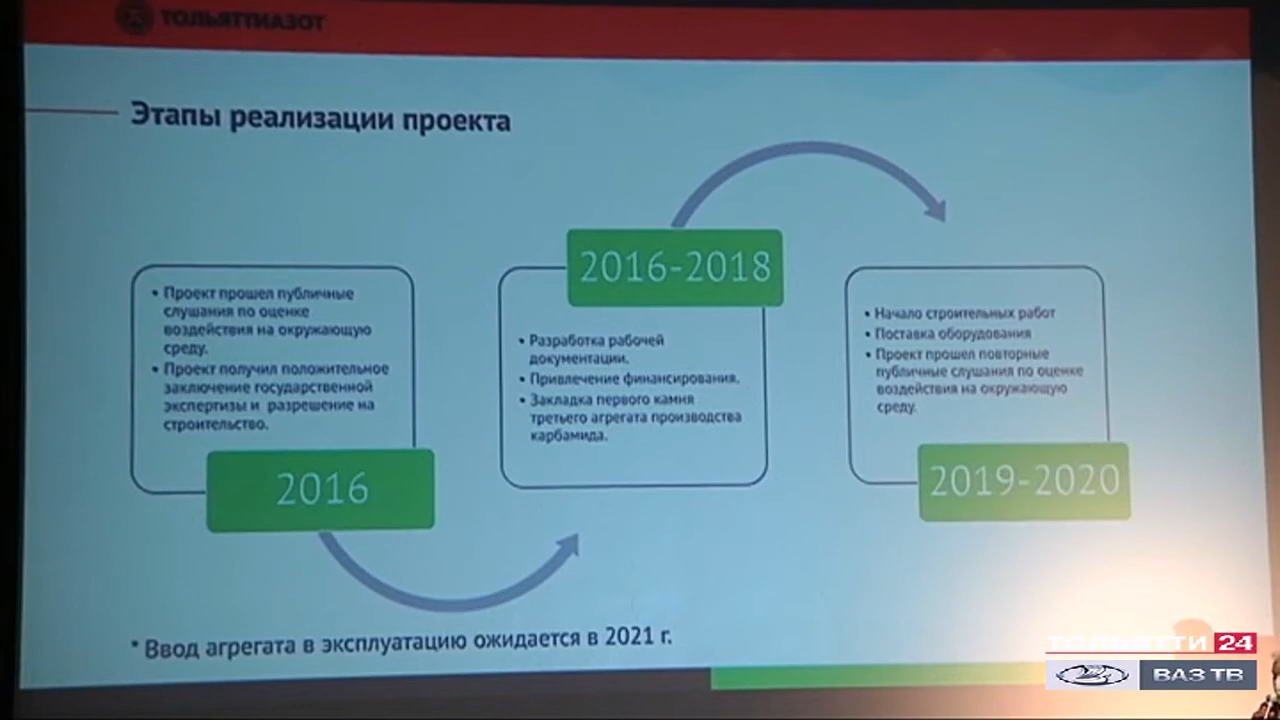 ТОЛЬЯТТИАЗОТ
Этапы реализации проекта
• Проект прошел публичные
слушания по оценке
воздействия на окружающую
среду.
• Проект получил положительное
заключение государственной
экспертизы и разрешение на
строительство.
2016
2016-2018
• Разработка рабочей
документации.
• Привлечение финансирования.
• Закладка первого камня
третьего агрегата производства
карбамида.
• Начало строительных работ
• Поставка оборудования
• Проект прошел повторные
публичные слушания по оценке
воздействия на окружающую
среду.
2019-2020
* Ввод агрегата в эксплуатацию ожидается в 2021 г.
ТОЛЬЯТТИ 24
ВАЗ ТВ